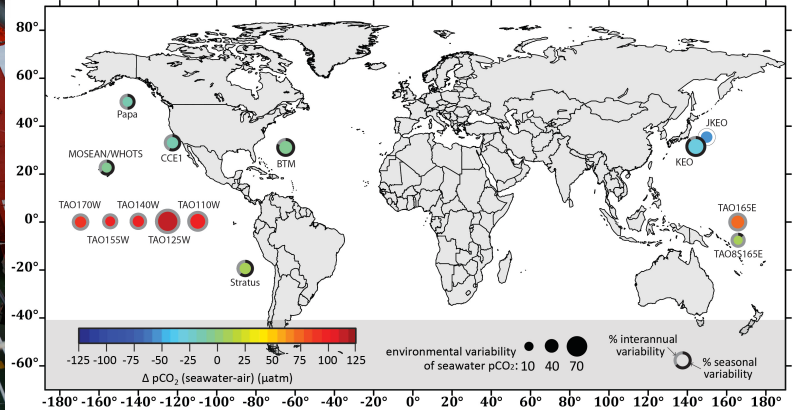 80°
60°
40°
20°
0°
-20°
-40°
-60°
Papa
CCE1
MOSEAN/WHOTS
BTM
JKEO
KEO
TAO170W TAO140W TAO110W
TAO155W TAO125W
TAO165E
TAO8S165E
Stratus
-125 -100 -75 -50 -25 0 25 50 75 100 125
Δ pCO2 (seawater-air) (µatm)
environmental variability
of seawater pCO2: 10 40 70
% interannual
variability
% seasonal
variability
-180° -160° -140° -120° -100° -80° -60° -40° -20° 0° 20° 40° 60° 80° 100° 120° 140° 160° 180°